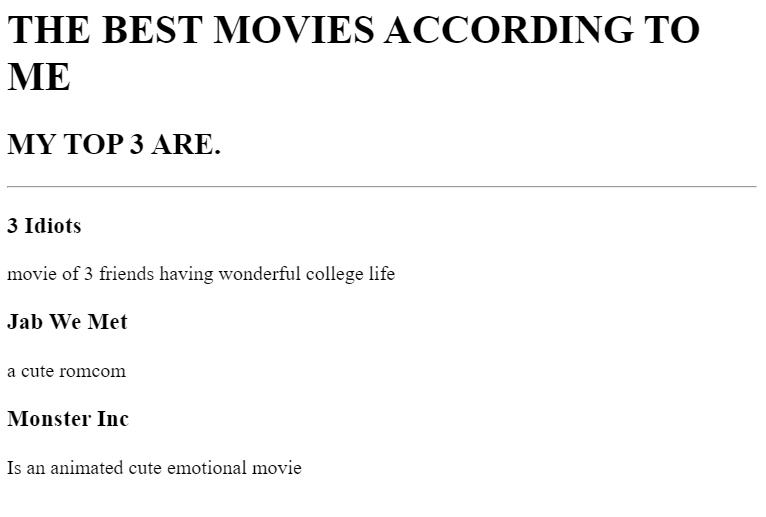 THE BEST MOVIES ACCORDING TO
ME
MY TOP 3 ARE.
3 Idiots
movie of 3 friends having wonderful college life
Jab We Met
a cute romcom
Monster Inc
Is an animated cute emotional movie